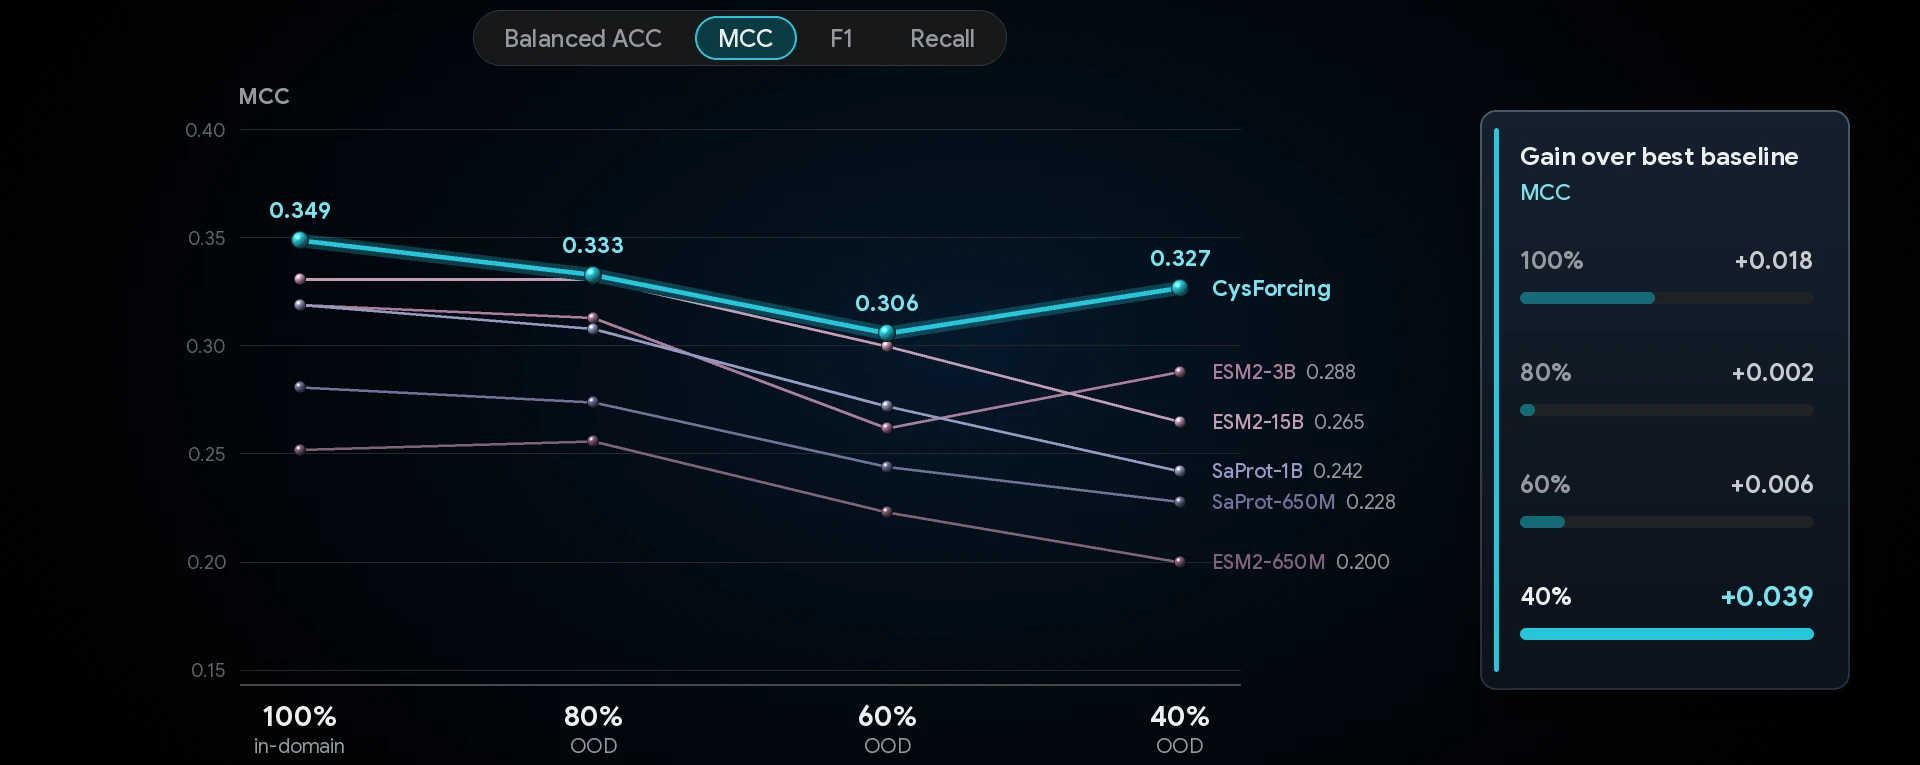 Balanced ACC MCC F1 Recall
MCC
0.40
0.35
0.30
0.25
0.20
0.15
0.349
0.333
0.306
0.327
CysForcing
ESM2-3B 0.288
ESM2-15B 0.265
SaProt-1B 0.242
SaProt-650M 0.228
ESM2-650M 0.200
100% 80% 60% 40%
in-domain OOD OOD OOD
Gain over best baseline
MCC
100% +0.018
80% +0.002
60% +0.006
40% +0.039